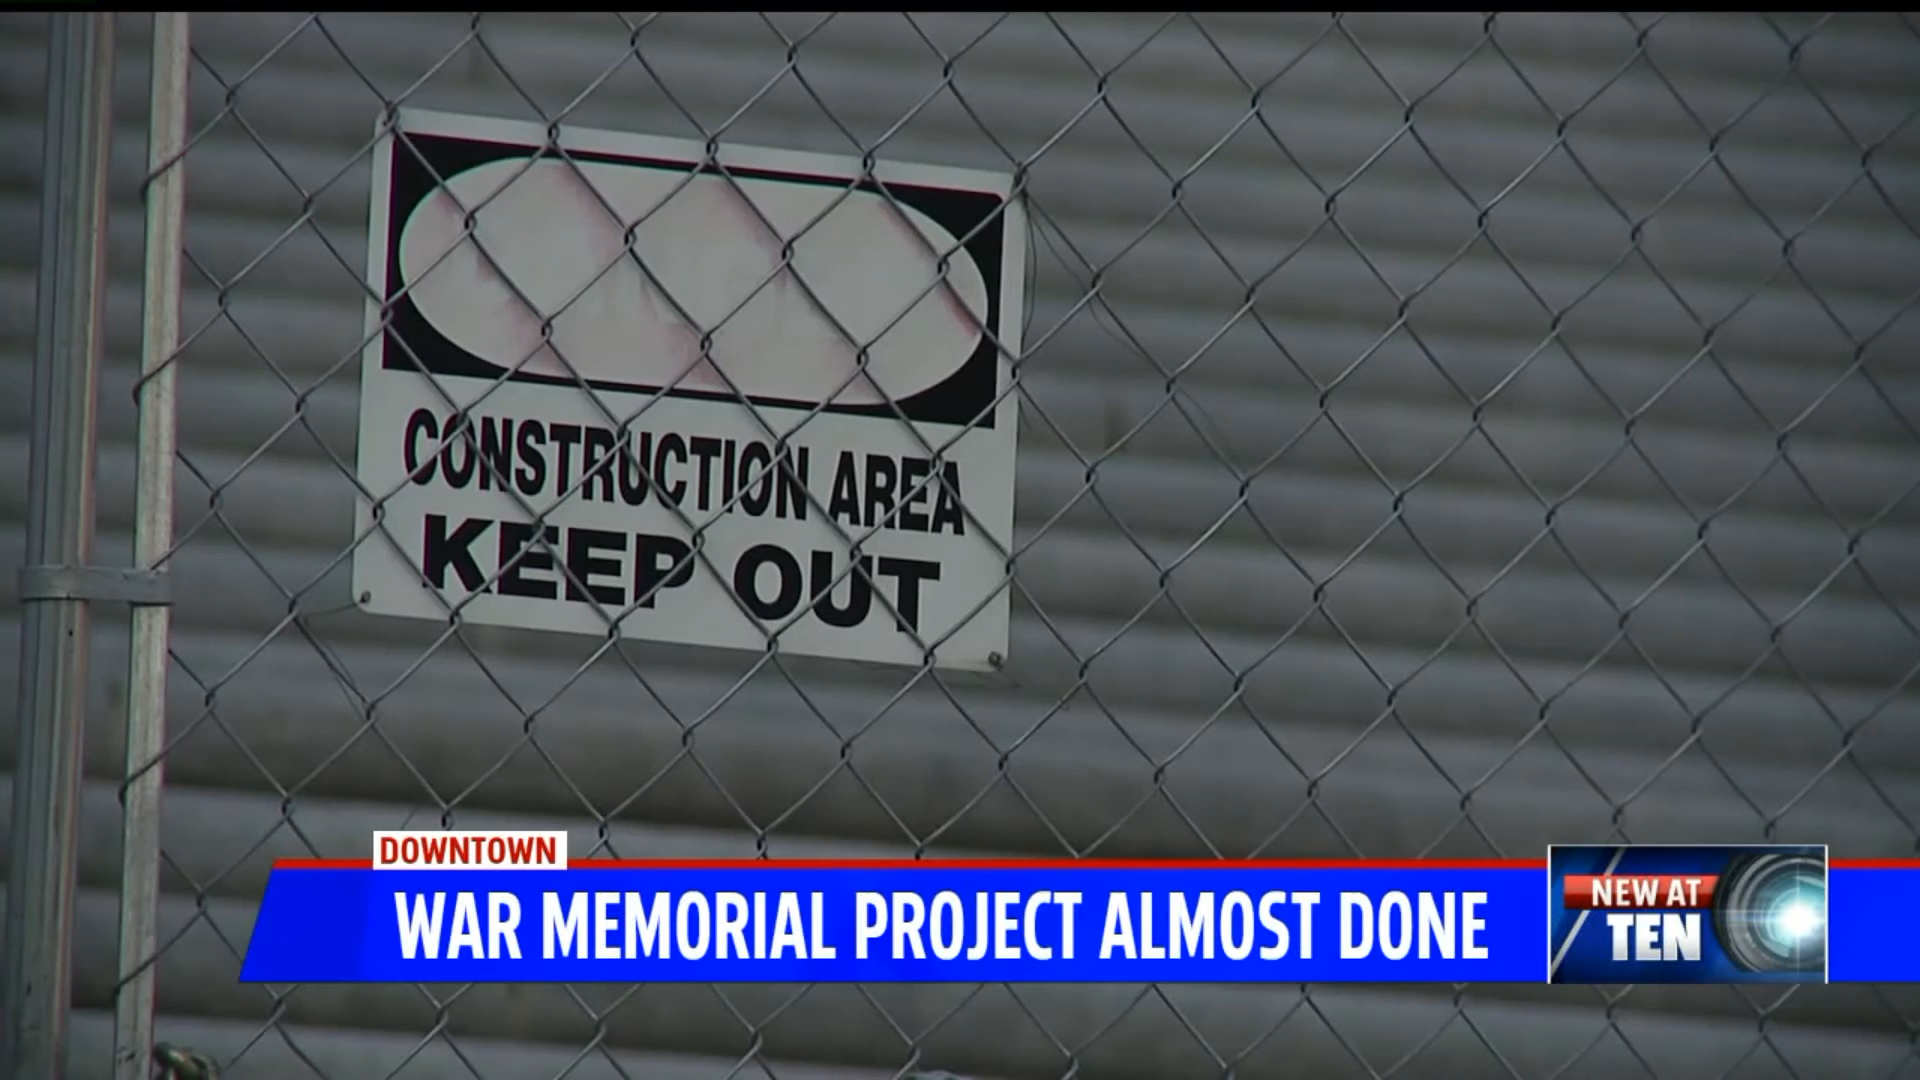 CONSTRUCTION AREA
KEEP OUT
DOWNTOWN
WAR MEMORIAL PROJECT ALMOST DONE
NEW AT
TEN